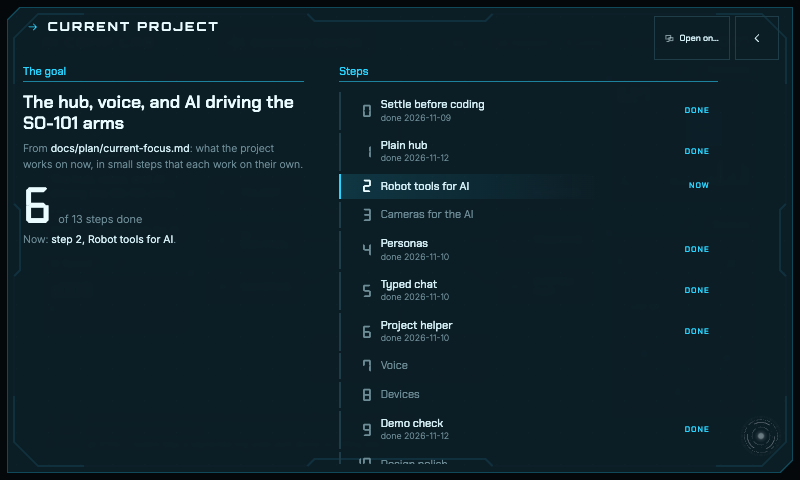 CURRENT PROJECT
Open on...
The goal
The hub, voice, and AI driving the
SO-101 arms
From docs/plan/current-focus.md: what the project
works on now, in small steps that each work on their own.
6 of 13 steps done
Now: step 2, Robot tools for AI.
Steps
0 Settle before coding DONE
done 2026-11-09
1 Plain hub DONE
done 2026-11-12
2 Robot tools for AI NOW
3 Cameras for the AI
4 Personas DONE
done 2026-11-10
5 Typed chat DONE
done 2026-11-10
6 Project helper DONE
done 2026-11-10
7 Voice
8 Devices
9 Demo check DONE
done 2026-11-12
10 Design polish